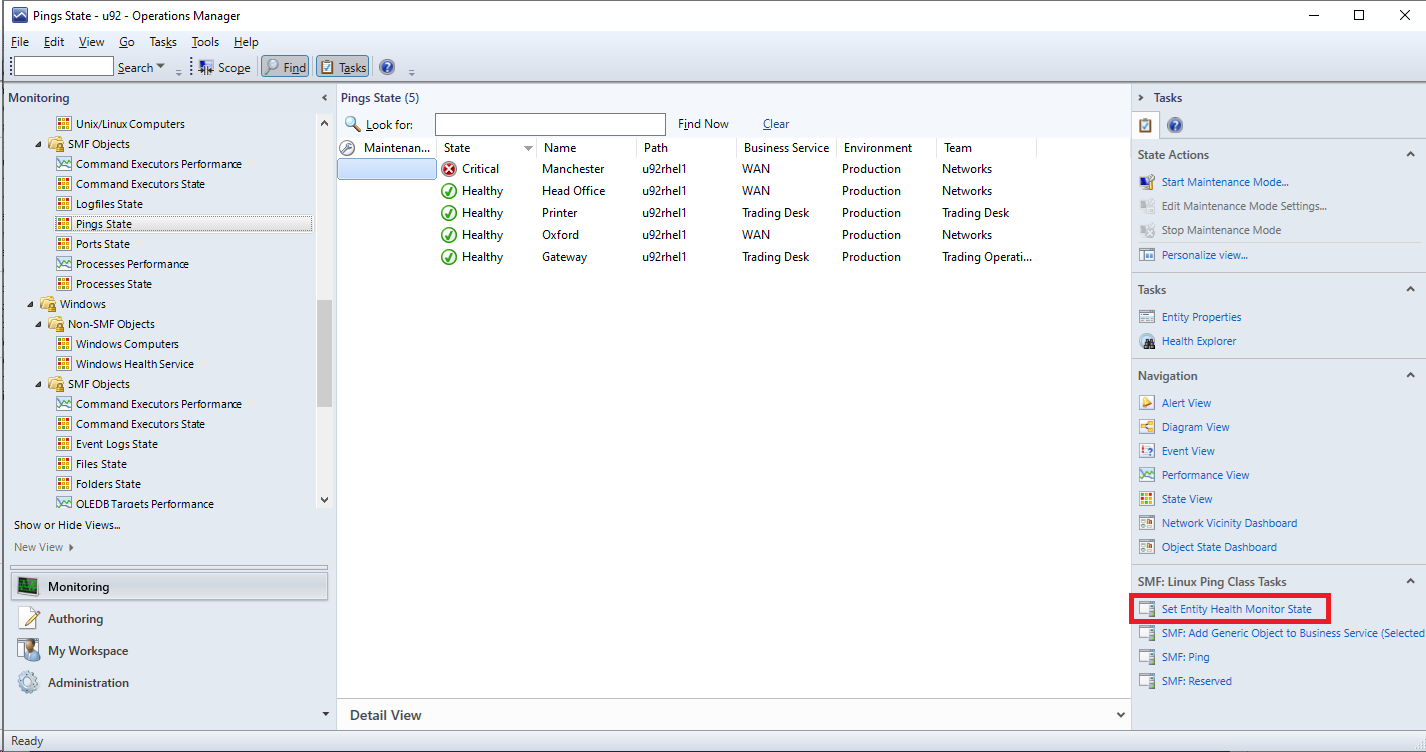 Pings State - u92 - Operations Manager
File Edit View Go Tasks Tools Help
Search Scope Find Tasks
Monitoring
Unix/Linux Computers
SMF Objects
Command Executors Performance
Command Executors State
Logfiles State
Pings State
Ports State
Processes Performance
Processes State
Windows
Non-SMF Objects
Windows Computers
Windows Health Service
SMF Objects
Command Executors Performance
Command Executors State
Event Logs State
Files State
Folders State
OLEDB Targets Performance
Show or Hide Views...
New View
Monitoring
Authoring
My Workspace
Administration
Pings State (5)
Look for: Find Now Clear
Maintenan... State Name Path Business Service Environment Team
Critical Manchester u92rhel1 WAN Production Networks
Healthy Head Office u92rhel1 WAN Production Networks
Healthy Printer u92rhel1 Trading Desk Production Trading Desk
Healthy Oxford u92rhel1 WAN Production Networks
Healthy Gateway u92rhel1 Trading Desk Production Trading Operati...
Detail View
Tasks
State Actions
Start Maintenance Mode...
Edit Maintenance Mode Settings...
Stop Maintenance Mode
Personalize view...
Tasks
Entity Properties
Health Explorer
Navigation
Alert View
Diagram View
Event View
Performance View
State View
Network Vicinity Dashboard
Object State Dashboard
SMF: Linux Ping Class Tasks
Set Entity Health Monitor State
SMF: Add Generic Object to Business Service (Selected
SMF: Ping
SMF: Reserved
Ready